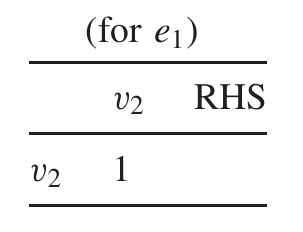 (for e₁)
v₂ RHS
v₂ 1